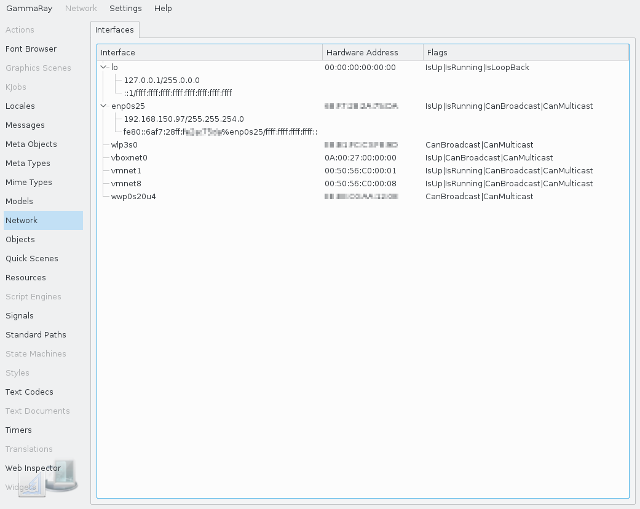 GammaRay Network Settings Help
Actions
Font Browser
Graphics Scenes
KJobs
Locales
Messages
Meta Objects
Meta Types
Mime Types
Models
Network
Objects
Quick Scenes
Resources
Script Engines
Signals
Standard Paths
State Machines
Styles
Text Codecs
Text Documents
Timers
Translations
Web Inspector
Widgets
Interfaces
Interface Hardware Address Flags
lo 00:00:00:00:00:00 IsUp|IsRunning|IsLoopBack
127.0.0.1/255.0.0.0
::1/ffff:ffff:ffff:ffff:ffff:ffff:ffff:ffff
enp0s25 IsUp|IsRunning|CanBroadcast|CanMulticast
192.168.150.97/255.255.254.0
fe80::6af7:28ff: %enp0s25/ffff:ffff:ffff:ffff::
wlp3s0 CanBroadcast|CanMulticast
vboxnet0 0A:00:27:00:00:00 IsUp|CanBroadcast|CanMulticast
vmnet1 00:50:56:C0:00:01 IsUp|IsRunning|CanBroadcast|CanMulticast
vmnet8 00:50:56:C0:00:08 IsUp|IsRunning|CanBroadcast|CanMulticast
wwp0s20u4 CanBroadcast|CanMulticast